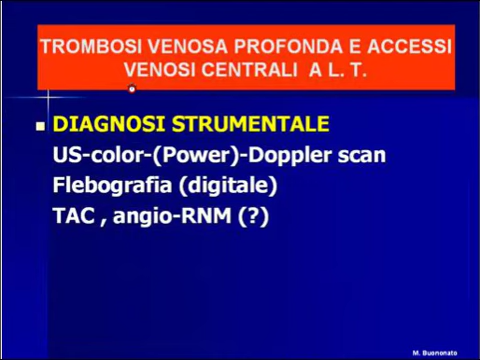 TROMBOSI VENOSA PROFONDA E ACCESSI
VENOSI CENTRALI A L. T.
DIAGNOSI STRUMENTALE
US-color-(Power)-Doppler scan
Flebografia (digitale)
TAC , angio-RNM (?)
M. Buononato